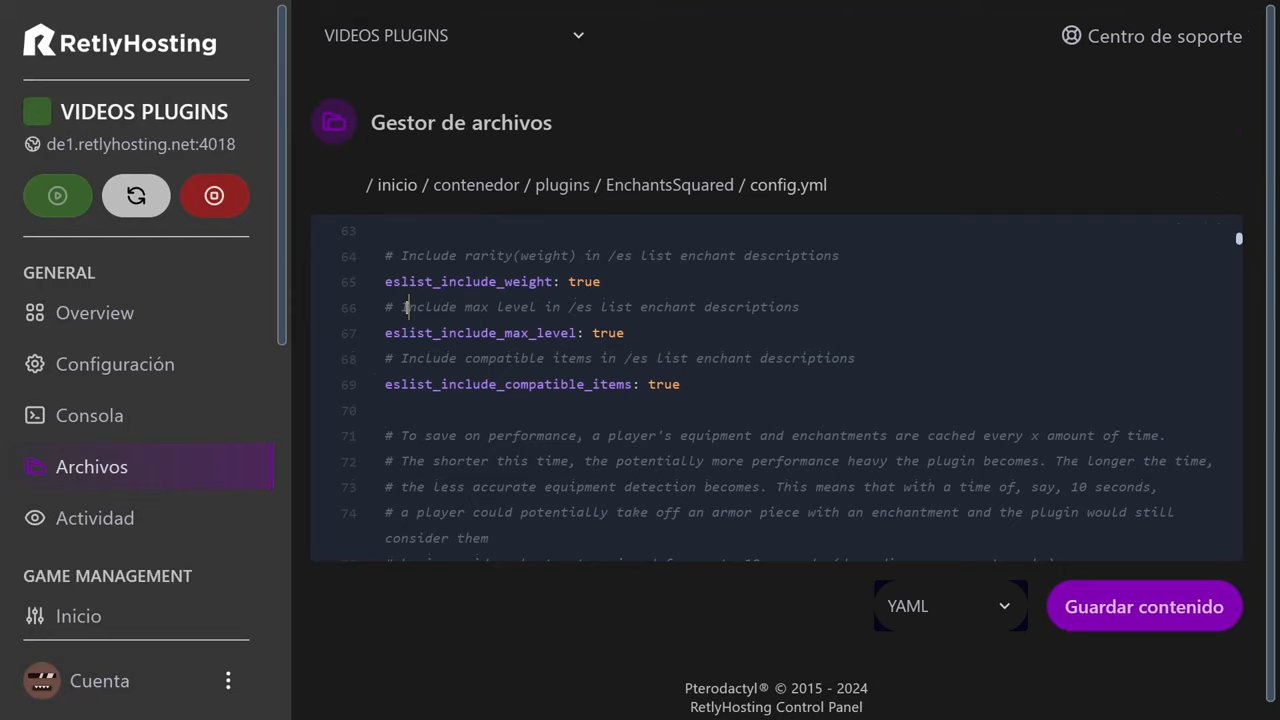 RetlyHosting
VIDEOS PLUGINS
Centro de soporte
VIDEOS PLUGINS
de1.retlyhosting.net:4018
Gestor de archivos
/ inicio / contenedor / plugins / EnchantsSquared / config.yml
GENERAL
Overview
Configuración
Consola
Archivos
Actividad
GAME MANAGEMENT
Inicio
Cuenta
63
64 # Include rarity(weight) in /es list enchant descriptions
65 eslist_include_weight: true
66 # Include max level in /es list enchant descriptions
67 eslist_include_max_level: true
68 # Include compatible items in /es list enchant descriptions
69 eslist_include_compatible_items: true
70
71 # To save on performance, a player's equipment and enchantments are cached every x amount of time.
72 # The shorter this time, the potentially more performance heavy the plugin becomes. The longer the time,
73 # the less accurate equipment detection becomes. This means that with a time of, say, 10 seconds,
74 # a player could potentially take off an armor piece with an enchantment and the plugin would still
consider them
YAML
Guardar contenido
Pterodactyl® © 2015 - 2024
RetlyHosting Control Panel